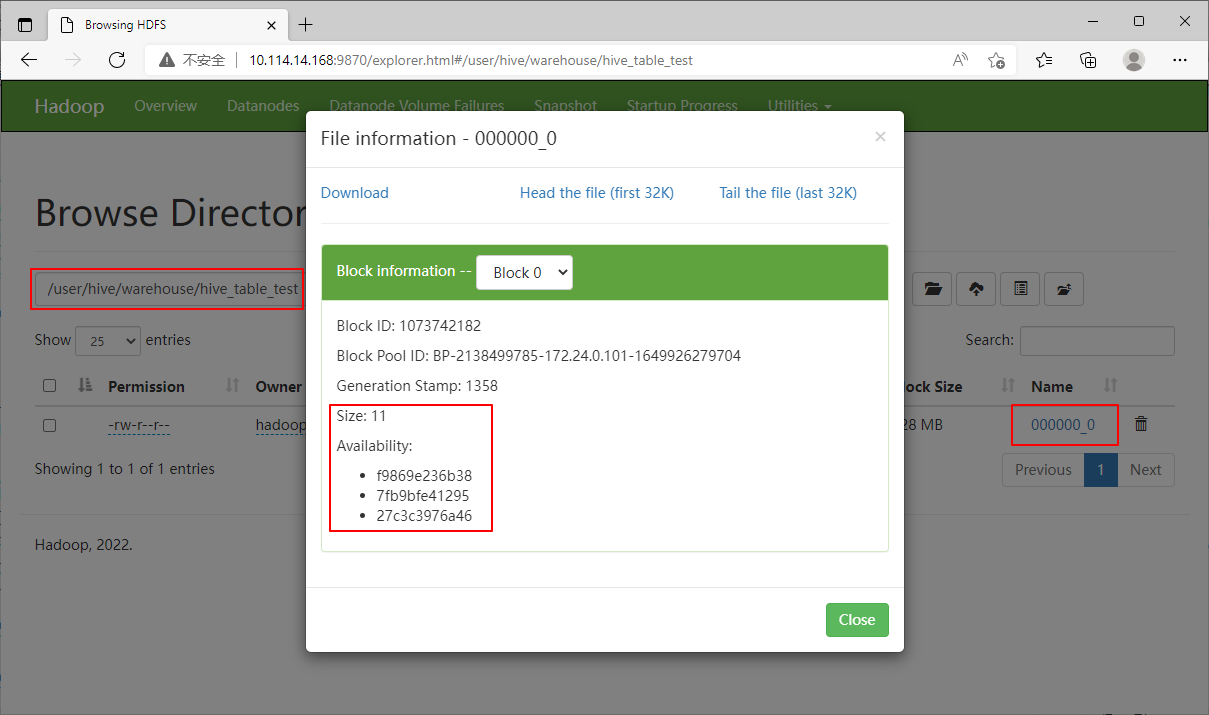 Browsing HDFS
不安全 | 10.114.14.168:9870/explorer.html#/user/hive/warehouse/hive_table_test
Hadoop Overview Datanodes Datanode Volume Failures Snapshot Startup Progress Utilities
File information - 000000_0
×
Download Head the file (first 32K) Tail the file (last 32K)
Browse Director
Block information -- Block 0
/user/hive/warehouse/hive_table_test
Block ID: 1073742182
Show 25 entries
Search:
Block Pool ID: BP-2138499785-172.24.0.101-1649926279704
Permission Owner
Generation Stamp: 1358
ock Size Name
Size: 11
-rw-r--r-- hadoop
28 MB 000000_0
Availability:
Showing 1 to 1 of 1 entries
Previous 1 Next
f9869e236b38
7fb9bfe41295
27c3c3976a46
Hadoop, 2022.
Close